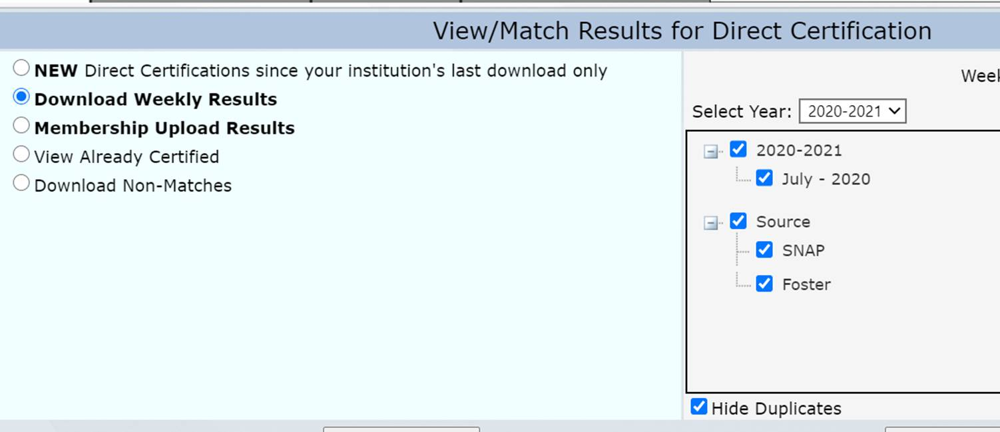 View/Match Results for Direct Certification
NEW Direct Certifications since your institution's last download only
Download Weekly Results
Membership Upload Results
View Already Certified
Download Non-Matches
Select Year: 2020-2021
2020-2021
July - 2020
Source
SNAP
Foster
Hide Duplicates